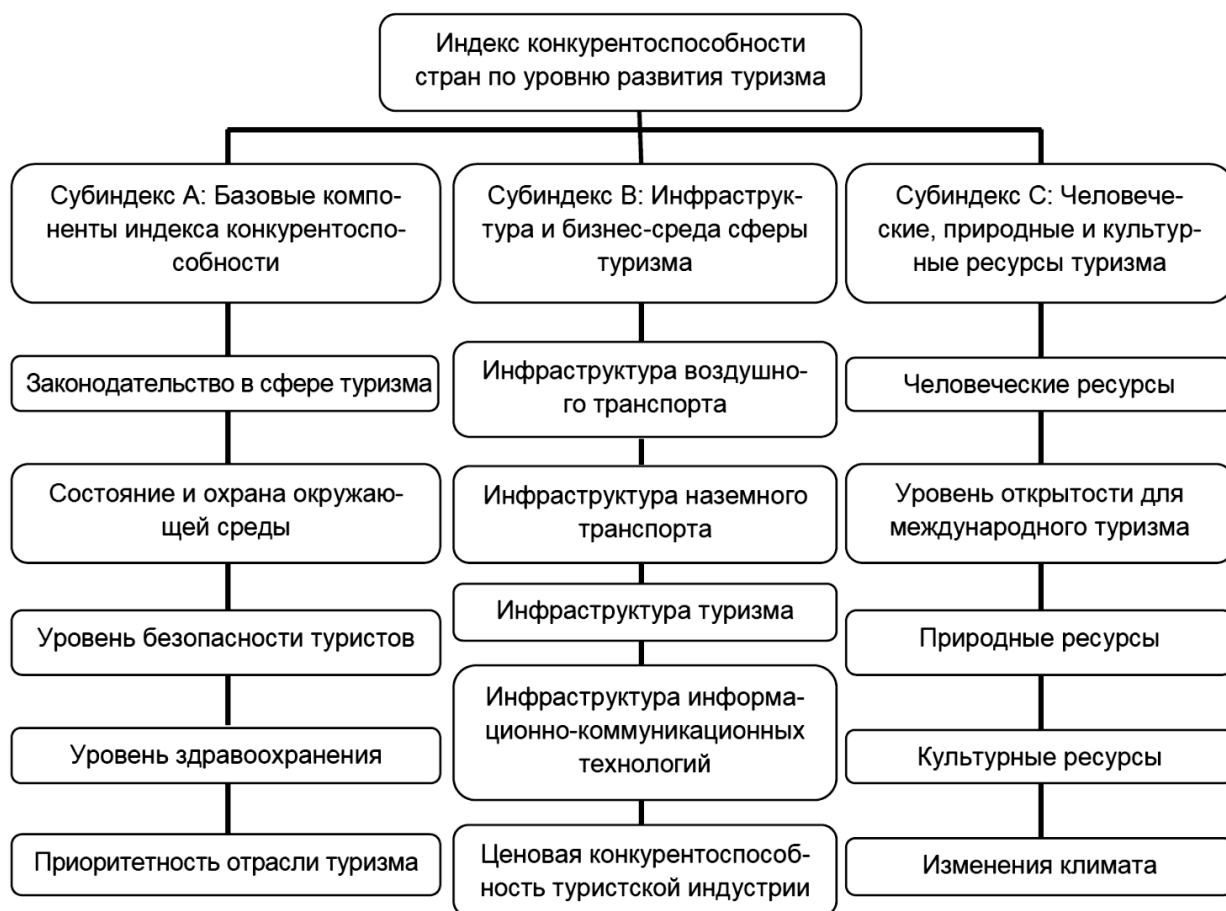 Индекс конкурентоспособности
стран по уровню развития туризма
Субиндекс А: Базовые компо-
ненты индекса конкурентоспо-
собности
Законодательство в сфере туризма
Состояние и охрана окружаю-
щей среды
Уровень безопасности туристов
Уровень здравоохранения
Приоритетность отрасли туризма
Субиндекс В: Инфраструк-
тура и бизнес-среда сферы
туризма
Инфраструктура воздушно-
го транспорта
Инфраструктура наземного
транспорта
Инфраструктура туризма
Инфраструктура информа-
ционно-коммуникационных
технологий
Ценовая конкурентоспособ-
ность туристской индустрии
Субиндекс С: Человече-
ские, природные и культур-
ные ресурсы туризма
Человеческие ресурсы
Уровень открытости для
международного туризма
Природные ресурсы
Культурные ресурсы
Изменения климата